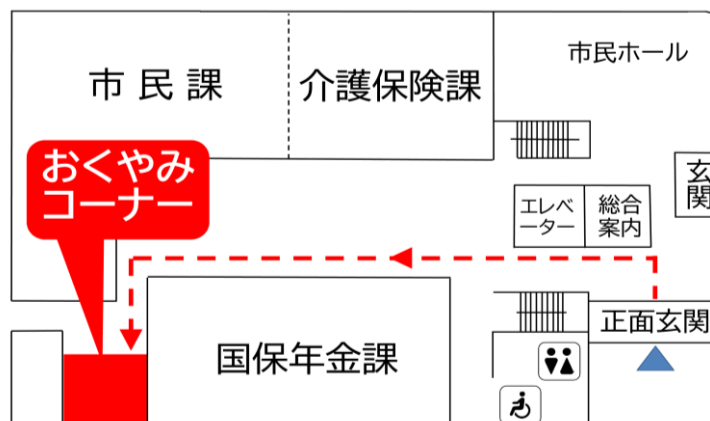 市民ホール
市民課
介護保険課
おくやみ
コーナー
玄
関
エレベ
ーター
総合
案内
正面玄関
国保年金課